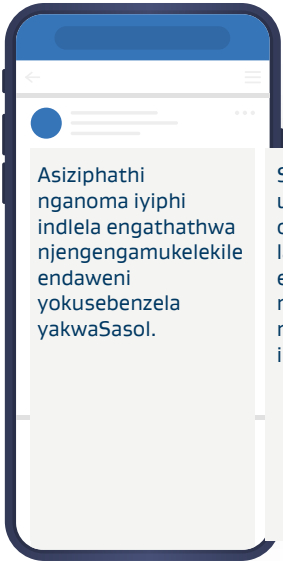 Asiziphathi
nganoma iyiphi
indlela engathathwa
njengengamukelekile
endaweni
yokusebenzela
yakwaSasol.